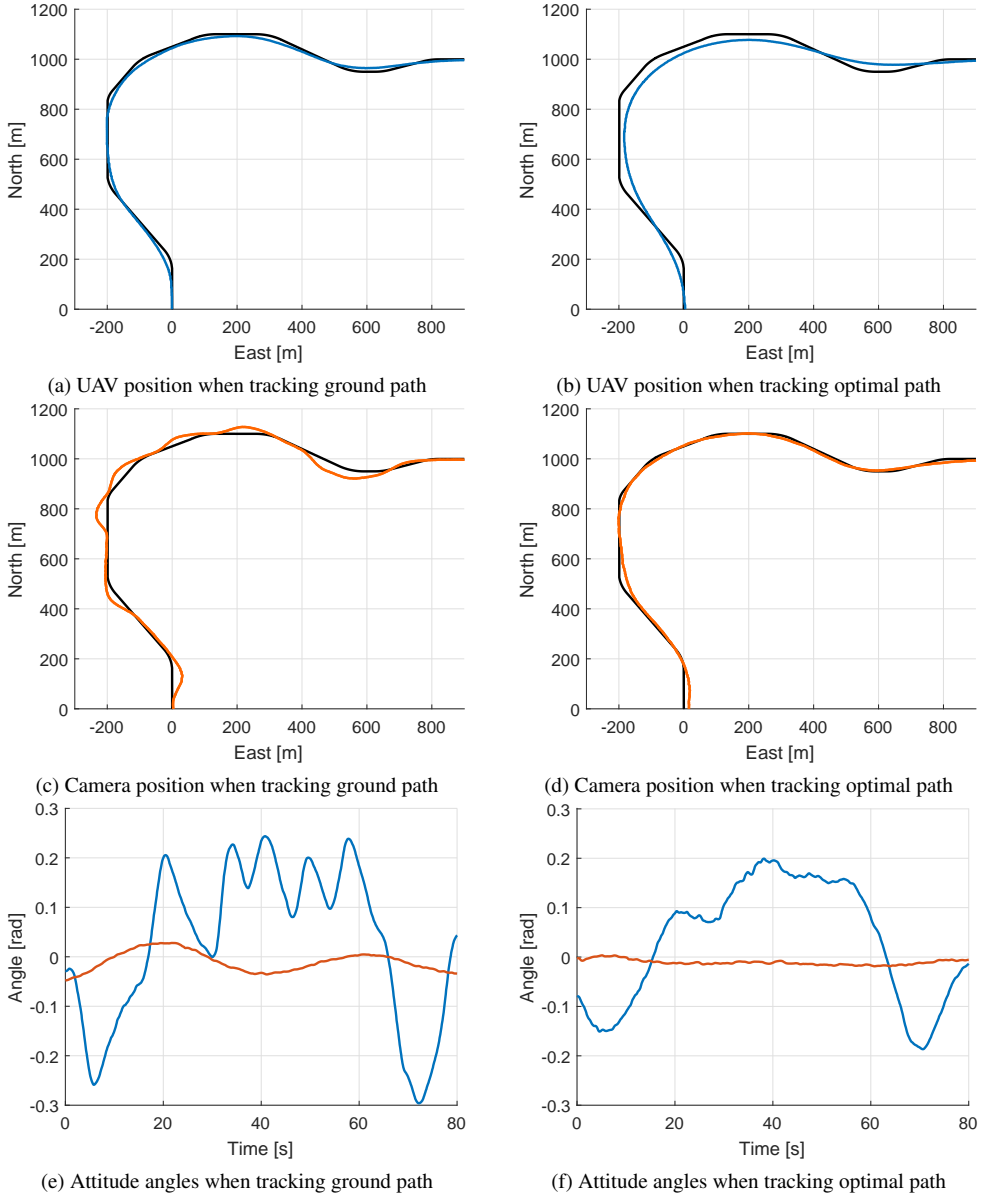 1200
1000
800
600
400
200
0
North [m]
-200 0 200 400 600 800
East [m]
(a) UAV position when tracking ground path
1200
1000
800
600
400
200
0
North [m]
-200 0 200 400 600 800
East [m]
(b) UAV position when tracking optimal path
1200
1000
800
600
400
200
0
North [m]
-200 0 200 400 600 800
East [m]
(c) Camera position when tracking ground path
1200
1000
800
600
400
200
0
North [m]
-200 0 200 400 600 800
East [m]
(d) Camera position when tracking optimal path
0.3
0.2
0.1
0
-0.1
-0.2
-0.3
Angle [rad]
0 20 40 60 80
Time [s]
(e) Attitude angles when tracking ground path
0.3
0.2
0.1
0
-0.1
-0.2
-0.3
Angle [rad]
0 20 40 60 80
Time [s]
(f) Attitude angles when tracking optimal path